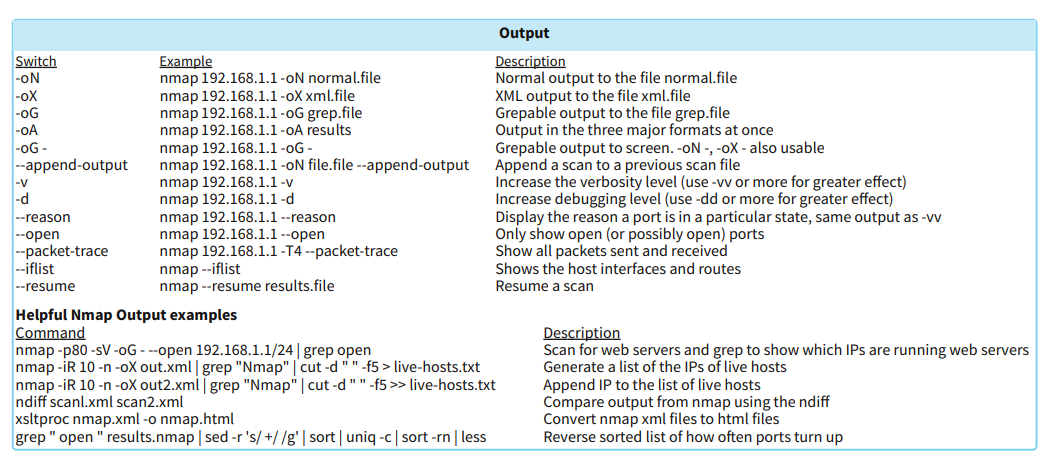 Output
Switch Example Description
-oN nmap 192.168.1.1 -oN normal.file Normal output to the file normal.file
-oX nmap 192.168.1.1 -oX xml.file XML output to the file xml.file
-oG nmap 192.168.1.1 -oG grep.file Grepable output to the file grep.file
-oA nmap 192.168.1.1 -oA results Output in the three major formats at once
-oG - nmap 192.168.1.1 -oG - Grepable output to screen. -oN -, -oX - also usable
--append-output nmap 192.168.1.1 -oN file.file --append-output Append a scan to a previous scan file
-v nmap 192.168.1.1 -v Increase the verbosity level (use -vv or more for greater effect)
-d nmap 192.168.1.1 -d Increase debugging level (use -dd or more for greater effect)
--reason nmap 192.168.1.1 --reason Display the reason a port is in a particular state, same output as -vv
--open nmap 192.168.1.1 --open Only show open (or possibly open) ports
--packet-trace nmap 192.168.1.1 -T4 --packet-trace Show all packets sent and received
--iflist nmap --iflist Shows the host interfaces and routes
--resume nmap --resume results.file Resume a scan
Helpful Nmap Output examples
Command Description
nmap -p80 -sV -oG - --open 192.168.1.1/24 | grep open Scan for web servers and grep to show which IPs are running web servers
nmap -iR 10 -n -oX out.xml | grep "Nmap" | cut -d " " -f5 > live-hosts.txt Generate a list of the IPs of live hosts
nmap -iR 10 -n -oX out2.xml | grep "Nmap" | cut -d " " -f5 >> live-hosts.txt Append IP to the list of live hosts
ndiff scanl.xml scan2.xml Compare output from nmap using the ndiff
xsltproc nmap.xml -o nmap.html Convert nmap xml files to html files
grep " open " results.nmap | sed -r 's/ +/ /g' | sort | uniq -c | sort -rn | less Reverse sorted list of how often ports turn up